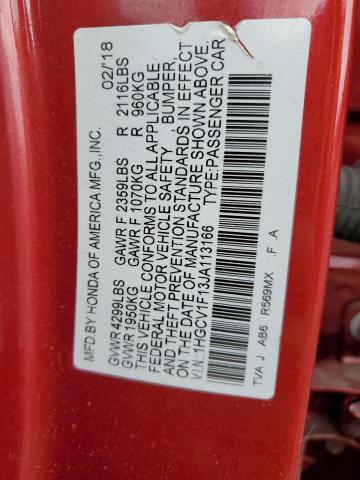 MFD BY HONDA OF AMERICA MFG.,INC. 02/'18
GVWR 4299LBS GAWR F 2359LBS R 2116LBS
GVWR 1950KG GAWR F 1070KG R 960KG
THIS VEHICLE CONFORMS TO ALL APPLICABLE
FEDERAL MOTOR VEHICLE SAFETY , BUMPER,
AND THEFT PREVENTION STANDARDS IN EFFECT
ON THE DATE OF MANUFACTURE SHOWN ABOVE.
V.I.N.:1HGCV1F13JA113166 TYPE:PASSENGER CAR
TVA J AB6 R569MX .F .A